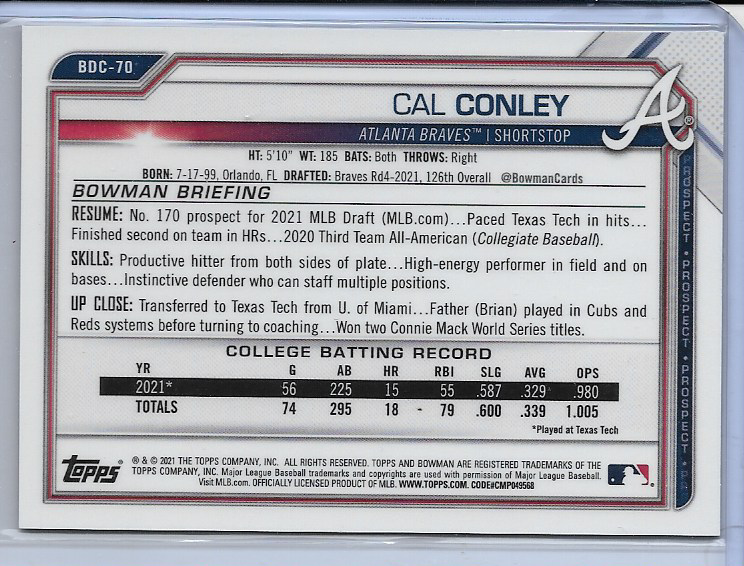 BDC-70
CAL CONLEY
A®
ATLANTA BRAVES™ | SHORTSTOP
HT: 5'10" WT: 185 BATS: Both THROWS: Right
BORN: 7-17-99, Orlando, FL DRAFTED: Braves Rd4-2021, 126th Overall @BowmanCards
BOWMAN BRIEFING
RESUME: No. 170 prospect for 2021 MLB Draft (MLB.com)...Paced Texas Tech in hits...
Finished second on team in HRs...2020 Third Team All-American (Collegiate Baseball).
SKILLS: Productive hitter from both sides of plate...High-energy performer in field and on
bases...Instinctive defender who can staff multiple positions.
UP CLOSE: Transferred to Texas Tech from U. of Miami...Father (Brian) played in Cubs and
Reds systems before turning to coaching...Won two Connie Mack World Series titles.
COLLEGE BATTING RECORD
YR G AB HR RBI SLG AVG OPS
2021* 56 225 15 55 .587 .329 .980
TOTALS 74 295 18 - 79 .600 .339 1.005
*Played at Texas Tech
topps® ® & © 2021 THE TOPPS COMPANY, INC. ALL RIGHTS RESERVED. TOPPS AND BOWMAN ARE REGISTERED TRADEMARKS OF THE
TOPPS COMPANY, INC. Major League Baseball trademarks and copyrights are used with permission of Major League Baseball.
Visit MLB.com. OFFICIALLY LICENSED PRODUCT OF MLB. WWW.TOPPS.COM. CODE#CMP049568
PROSPECT • PROSPECT • PROSPECT • PR